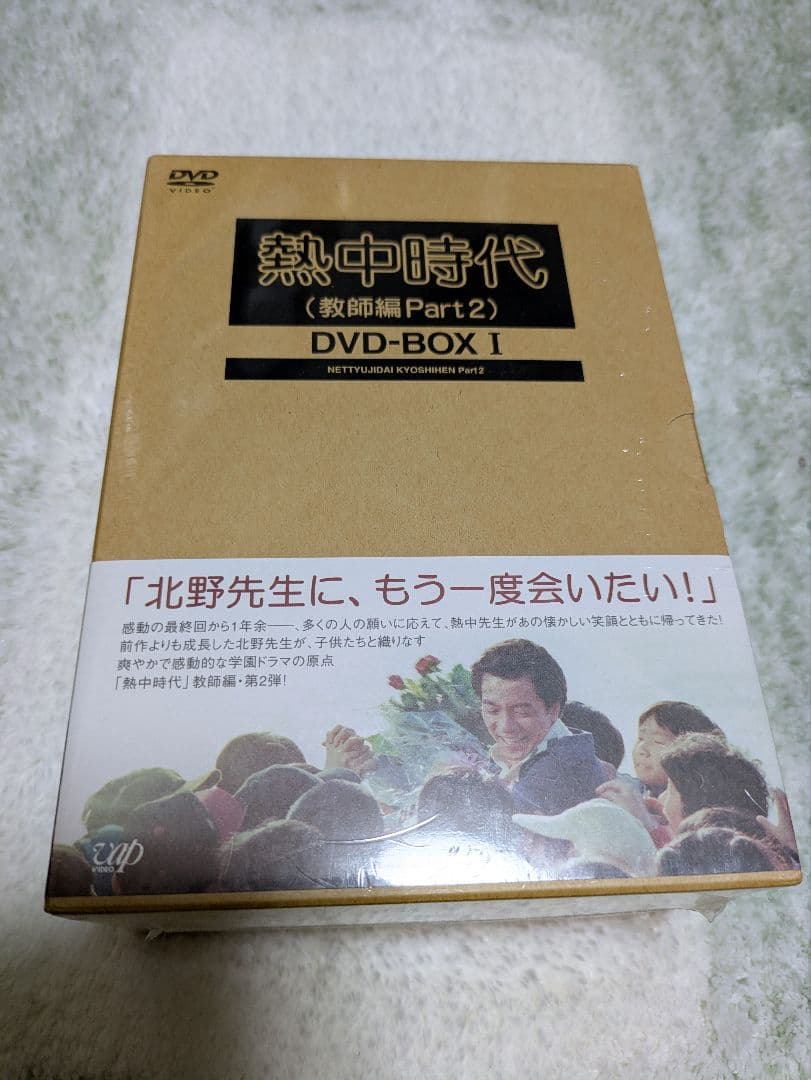 DVD
VIDEO
熱中時代
(教師編Part2)
DVD-BOX I
NETTYUJIDAI KYOSHIHEN Part2
「北野先生に、もう一度会いたい!」
感動の最終回から1年余——、多くの人の願いに応えて、熱中先生があの懐かしい笑顔とともに帰ってきた!
前作よりも成長した北野先生が、子供たちと織りなす
爽やかで感動的な学園ドラマの原点
「熱中時代」教師編・第2弾!
vap
VIDEO